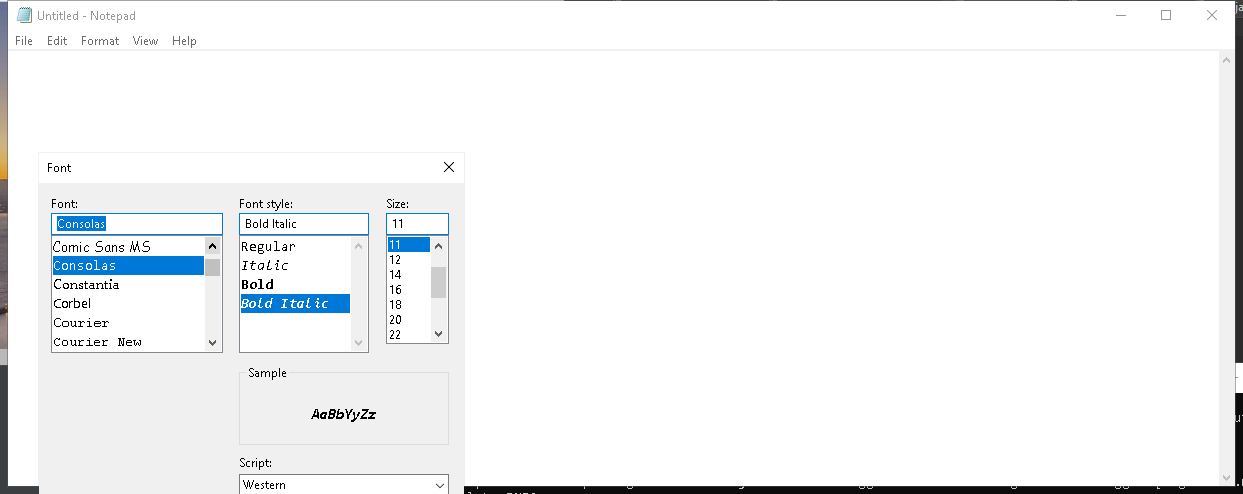 Untitled - Notepad
File Edit Format View Help
Font
Font: Font style: Size:
Consolas Bold Italic 11
Comic Sans MS Regular 11
Consolas Italic 12
Constantia Bold 14
Corbel Bold Italic 16
Courier 18
Courier New 20
22
Sample
AaBbYyZz
Script:
Western